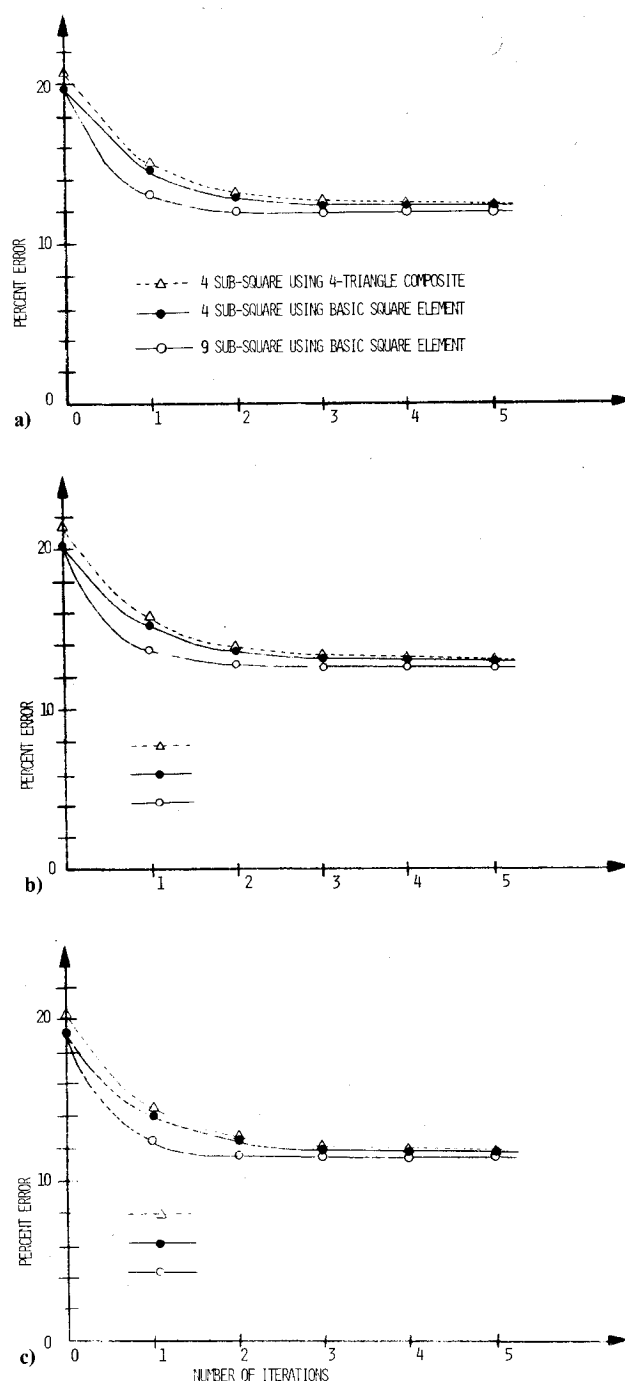 20
10
0
PERCENT ERROR
4 SUB-SQUARE USING 4-TRIANGLE COMPOSITE
4 SUB-SQUARE USING BASIC SQUARE ELEMENT
9 SUB-SQUARE USING BASIC SQUARE ELEMENT
0 1 2 3 4 5
a)
20
10
0
PERCENT ERROR
1 2 3 4 5
b)
20
10
0
PERCENT ERROR
0 1 2 3 4 5
c)
NUMBER OF ITERATIONS